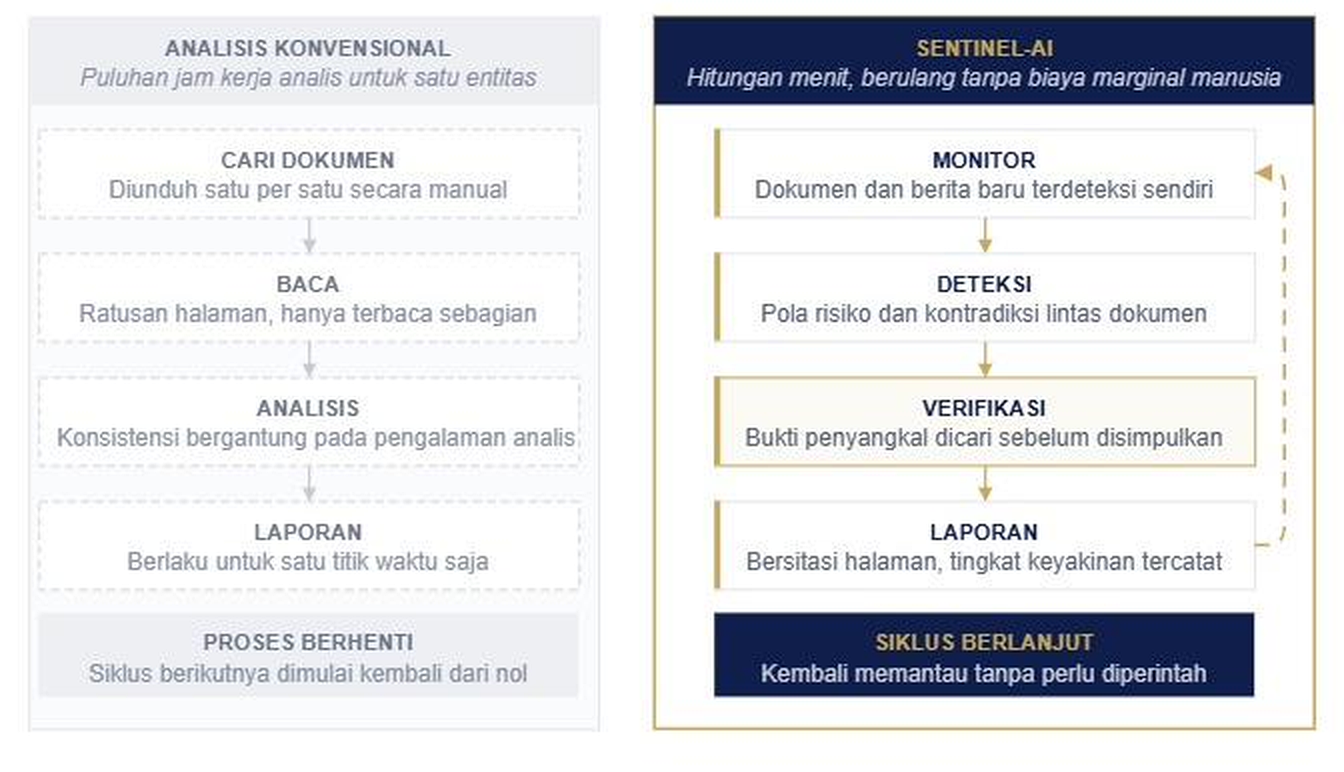 ANALISIS KONVENSIONAL
Puluhan jam kerja analis untuk satu entitas
CARI DOKUMEN
Diunduh satu per satu secara manual
BACA
Ratusan halaman, hanya terbaca sebagian
ANALISIS
Konsistensi bergantung pada pengalaman analis
LAPORAN
Berlaku untuk satu titik waktu saja
PROSES BERHENTI
Siklus berikutnya dimulai kembali dari nol
SENTINEL-AI
Hitungan menit, berulang tanpa biaya marginal manusia
MONITOR
Dokumen dan berita baru terdeteksi sendiri
DETEKSI
Pola risiko dan kontradiksi lintas dokumen
VERIFIKASI
Bukti penyangkal dicari sebelum disimpulkan
LAPORAN
Bersitasi halaman, tingkat keyakinan tercatat
SIKLUS BERLANJUT
Kembali memantau tanpa perlu diperintah